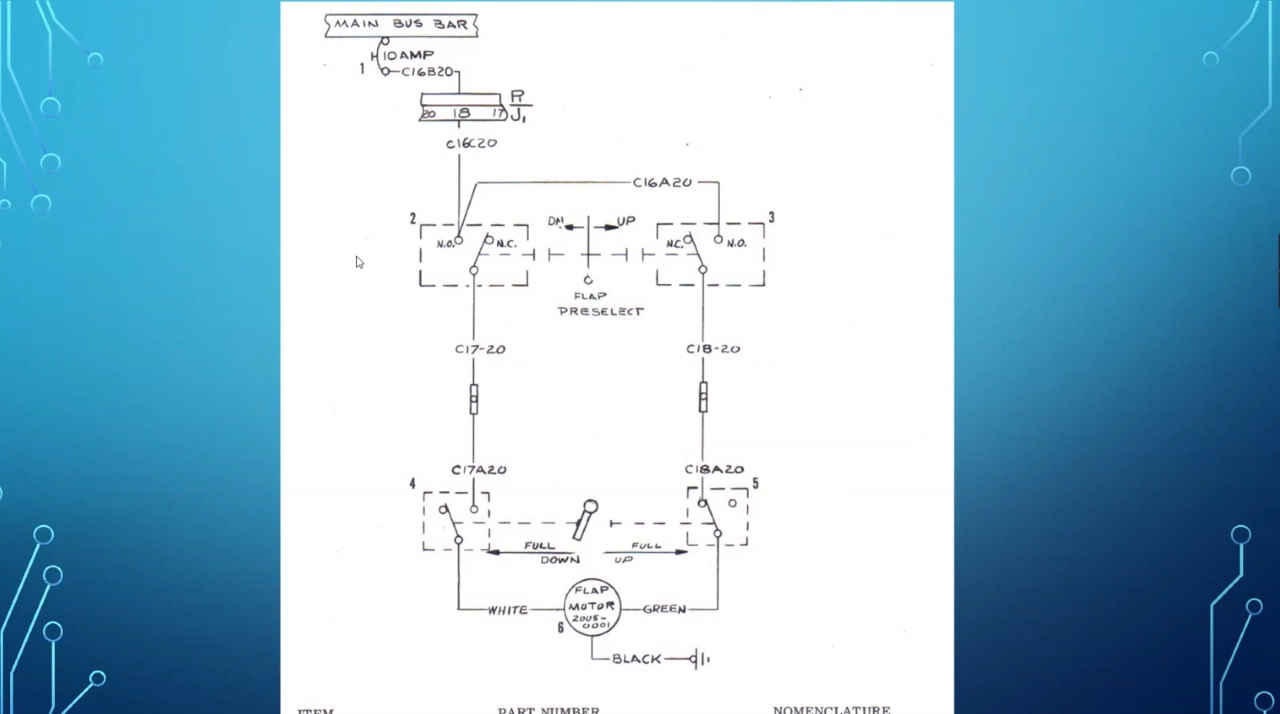 MAIN BUS BAR
10 AMP
1
C16B20
20 18 17
J1
C16C20
C16A20
2
3
DN UP
N.O. N.C.
N.C. N.O.
C
FLAP
PRESELECT
C17-20
C18-20
C17A20
C18A20
4
5
FULL
DOWN
FULL
UP
FLAP
MOTOR
2005-
0001
6
WHITE
GREEN
BLACK
ITEM PART NUMBER NOMENCLATURE